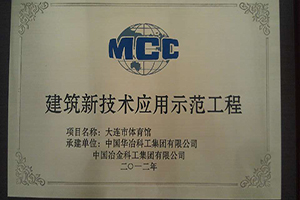 MCC
建筑新技术应用示范工程
项目名称：大连市体育馆
承建单位：中国华冶科工集团有限公司
中国冶金科工集团有限公司
二〇一二年